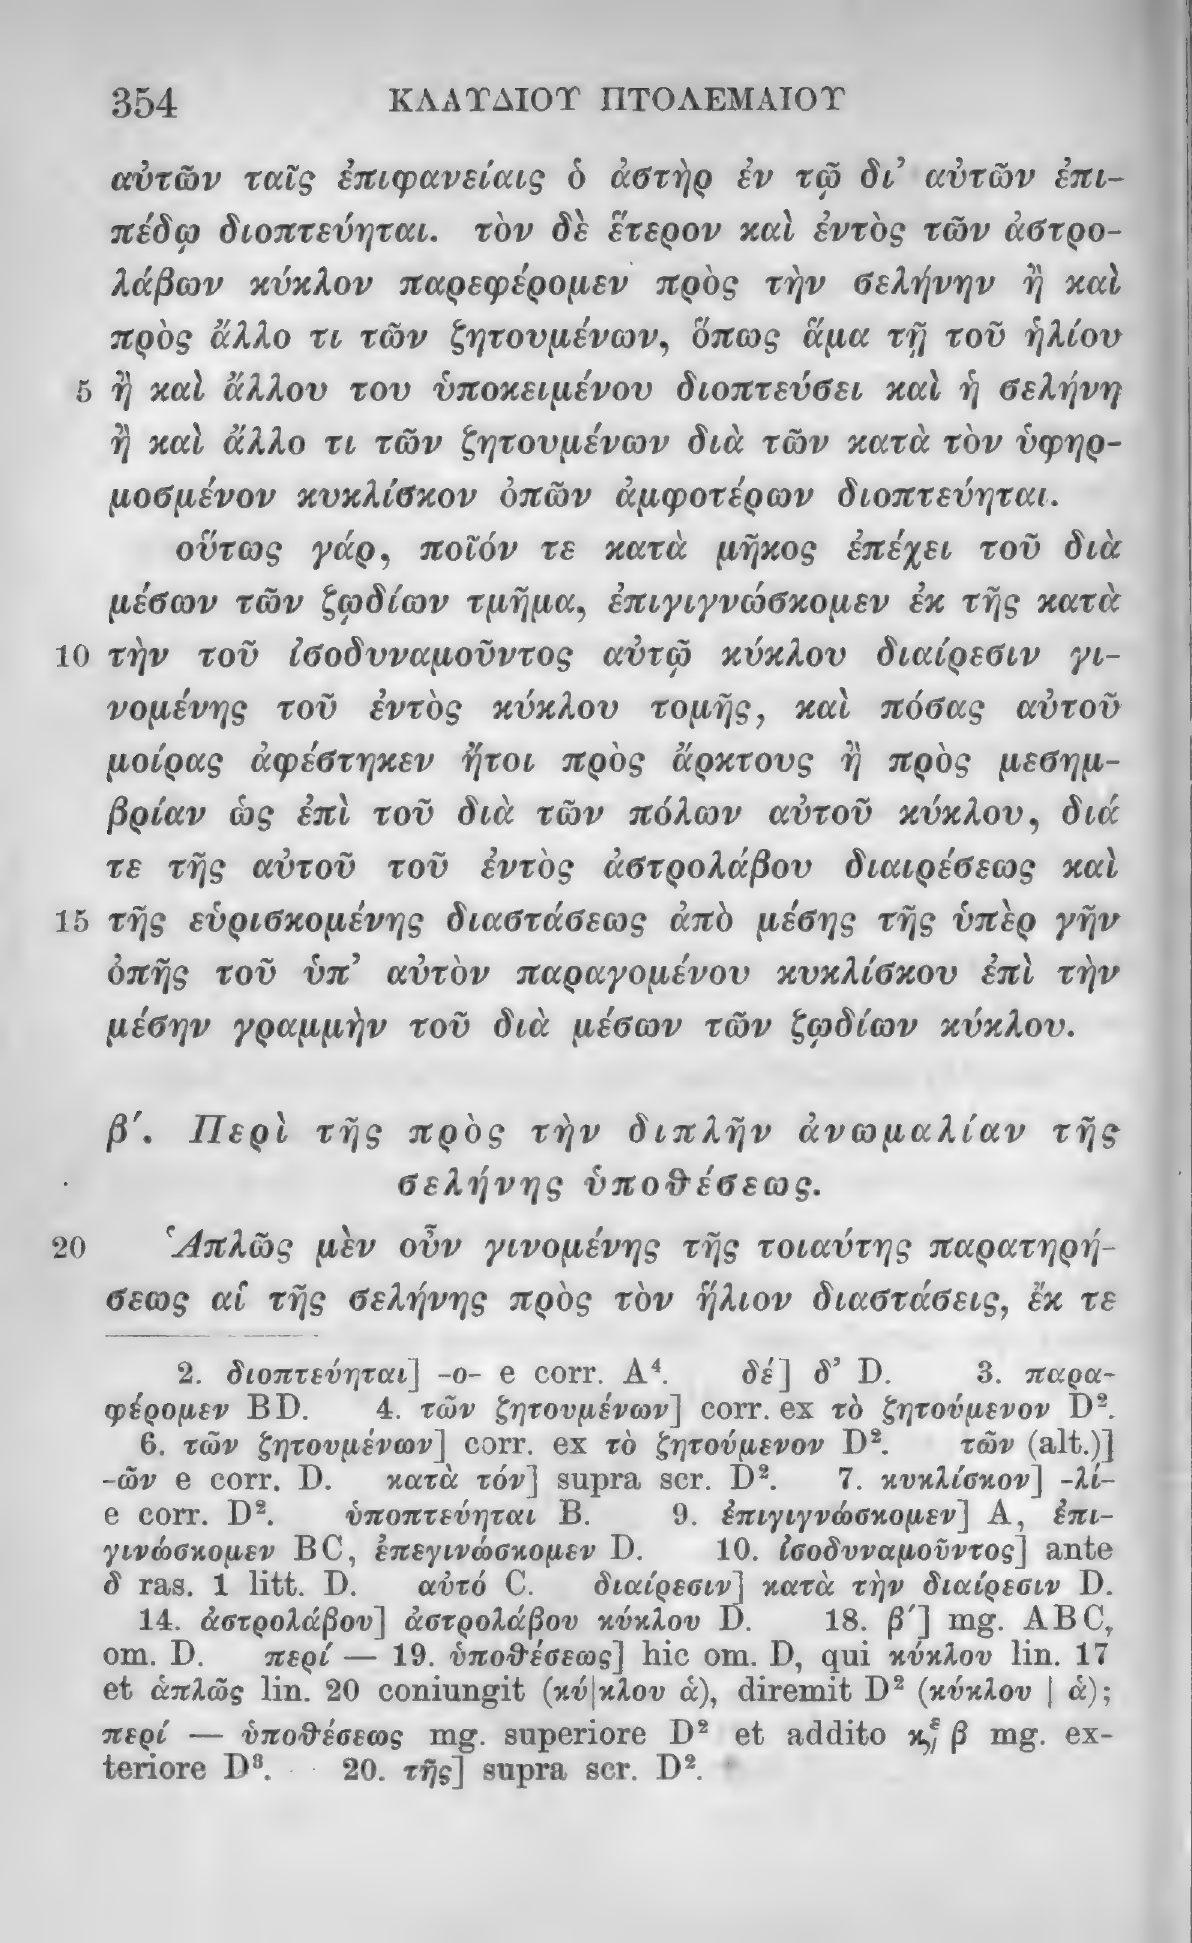 354 ΚΛΑΥΔΙΟΥ ΠΤΟΛΕΜΑΙΟΥ
αὐτῶν ταῖς ἐπιφανείαις ὁ ἀστὴρ ἐν τῷ δι’ αὐτῶν ἐπι-
πέδῳ διοπτεύηται. τὸν δὲ ἕτερον καὶ ἐντὸς τῶν ἀστρο-
λάβων κύκλον παρεφέρομεν πρὸς τὴν σελήνην ἢ καὶ
πρὸς ἄλλο τι τῶν ζητουμένων, ὅπως ἅμα τῇ τοῦ ἡλίου
5 ἢ καὶ ἄλλου του ὑποκειμένου διοπτεύσει καὶ ἡ σελήνη
ἢ καὶ ἄλλο τι τῶν ζητουμένων διὰ τῶν κατὰ τὸν ὑφηρ-
μοσμένον κυκλίσκον ὀπῶν ἀμφοτέρων διοπτεύηται.
οὕτως γάρ, ποῖόν τε κατὰ μῆκος ἐπέχει τοῦ διὰ
μέσων τῶν ζῳδίων τμῆμα, ἐπιγιγνώσκομεν ἐκ τῆς κατὰ
10 τὴν τοῦ ἰσοδυναμοῦντος αὐτῷ κύκλου διαίρεσιν γι-
νομένης τοῦ ἐντὸς κύκλου τομῆς, καὶ πόσας αὐτοῦ
μοίρας ἀφέστηκεν ἤτοι πρὸς ἄρκτους ἢ πρὸς μεσημ-
βρίαν ὡς ἐπὶ τοῦ διὰ τῶν πόλων αὐτοῦ κύκλου, διά
τε τῆς αὐτοῦ τοῦ ἐντὸς ἀστρολάβου διαιρέσεως καὶ
15 τῆς εὑρισκομένης διαστάσεως ἀπὸ μέσης τῆς ὑπὲρ γῆν
ὀπῆς τοῦ ὑπ’ αὐτὸν παραγομένου κυκλίσκου ἐπὶ τὴν
μέσην γραμμὴν τοῦ διὰ μέσων τῶν ζῳδίων κύκλου.
β′. Περὶ τῆς πρὸς τὴν διπλῆν ἀνωμαλίαν τῆς
σελήνης ὑποθέσεως.
20 Ἁπλῶς μὲν οὖν γινομένης τῆς τοιαύτης παρατηρή-
σεως αἱ τῆς σελήνης πρὸς τὸν ἥλιον διαστάσεις, ἔκ τε
2. διοπτεύηται] -ο- e corr. A⁴. δέ] δ’ D. 3. παρα-
φέρομεν BD. 4. τῶν ζητουμένων] corr. ex τὸ ζητούμενον D².
6. τῶν ζητουμένων] corr. ex τὸ ζητούμενον D². τῶν (alt.)]
-ῶν e corr. D. κατὰ τόν] supra scr. D². 7. κυκλίσκον] -λί-
e corr. D². ὑποπτεύηται B. 9. ἐπιγιγνώσκομεν] A, ἐπι-
γινώσκομεν BC, ἐπεγινώσκομεν D. 10. ἰσοδυναμοῦντος] ante
δ ras. 1 litt. D. αὐτό C. διαίρεσιν] κατὰ τὴν διαίρεσιν D.
14. ἀστρολάβου] ἀστρολάβου κύκλου D. 18. β′] mg. ABC,
om. D. περί — 19. ὑποθέσεως] hic om. D, qui κύκλου lin. 17
et ἁπλῶς lin. 20 coniungit (κύ|κλου ἁ), diremit D² (κύκλου | ἁ);
περί — ὑποθέσεως mg. superiore D² et addito β mg. ex-
teriore D³. 20. τῆς] supra scr. D².